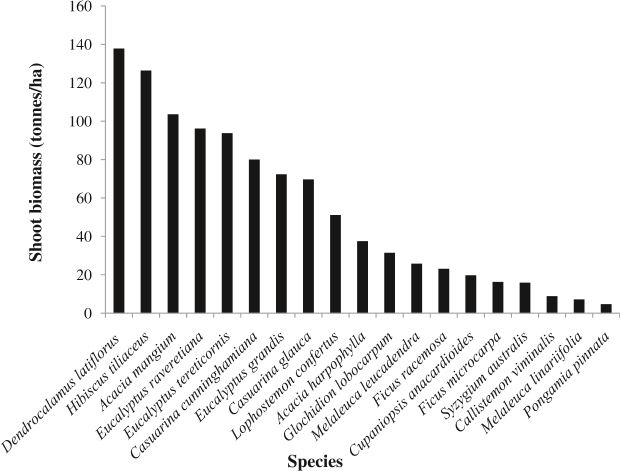 Shoot biomass (tonnes/ha)
160
140
120
100
80
60
40
20
0
Dendrocalamus latiflorus
Hibiscus tiliaceus
Acacia mangium
Eucalyptus raveretiana
Eucalyptus tereticornis
Casuarina cunninghamiana
Eucalyptus grandis
Casuarina glauca
Lophostemon confertus
Acacia harpophylla
Glochidion lobocarpum
Melaleuca leucadendra
Ficus racemosa
Cupaniopsis anacardioides
Ficus microcarpa
Syzygium australis
Callistemon viminalis
Melaleuca linariifolia
Pongamia pinnata
Species